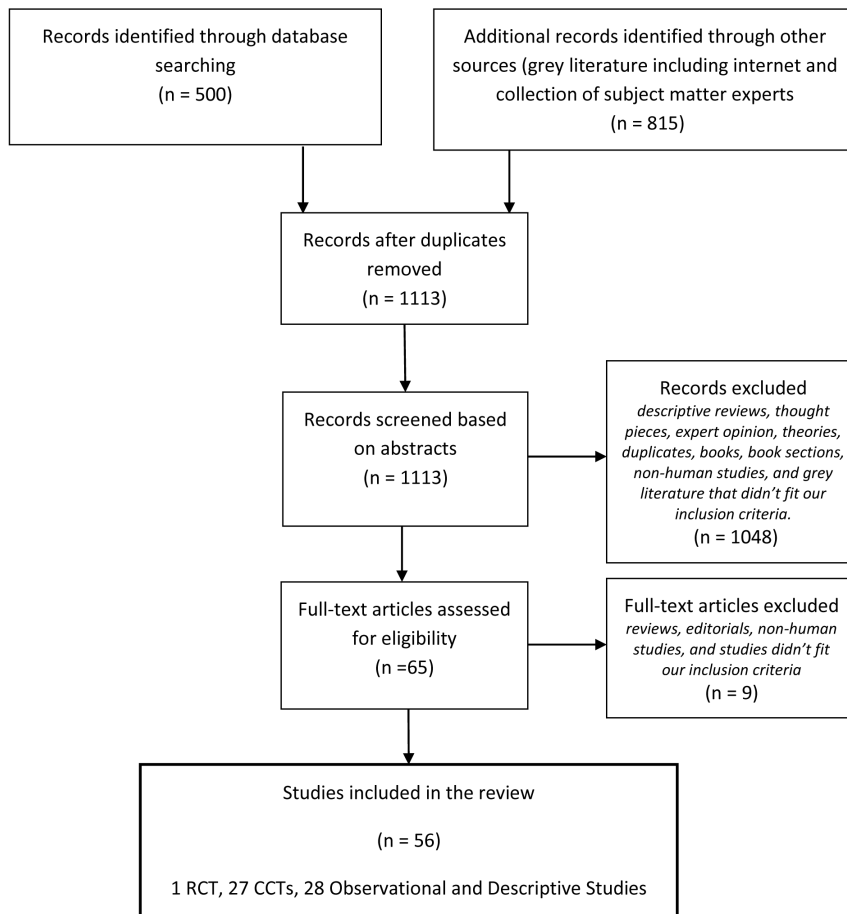 Records identified through database
searching
(n = 500)
Additional records identified through other
sources (grey literature including internet and
collection of subject matter experts
(n = 815)
Records after duplicates
removed
(n = 1113)
Records screened based
on abstracts
(n = 1113)
Records excluded
descriptive reviews, thought
pieces, expert opinion, theories,
duplicates, books, book sections,
non-human studies, and grey
literature that didn't fit our
inclusion criteria.
(n = 1048)
Full-text articles assessed
for eligibility
(n =65)
Full-text articles excluded
reviews, editorials, non-human
studies, and studies didn't fit
our inclusion criteria
(n = 9)
Studies included in the review
(n = 56)
1 RCT, 27 CCTs, 28 Observational and Descriptive Studies